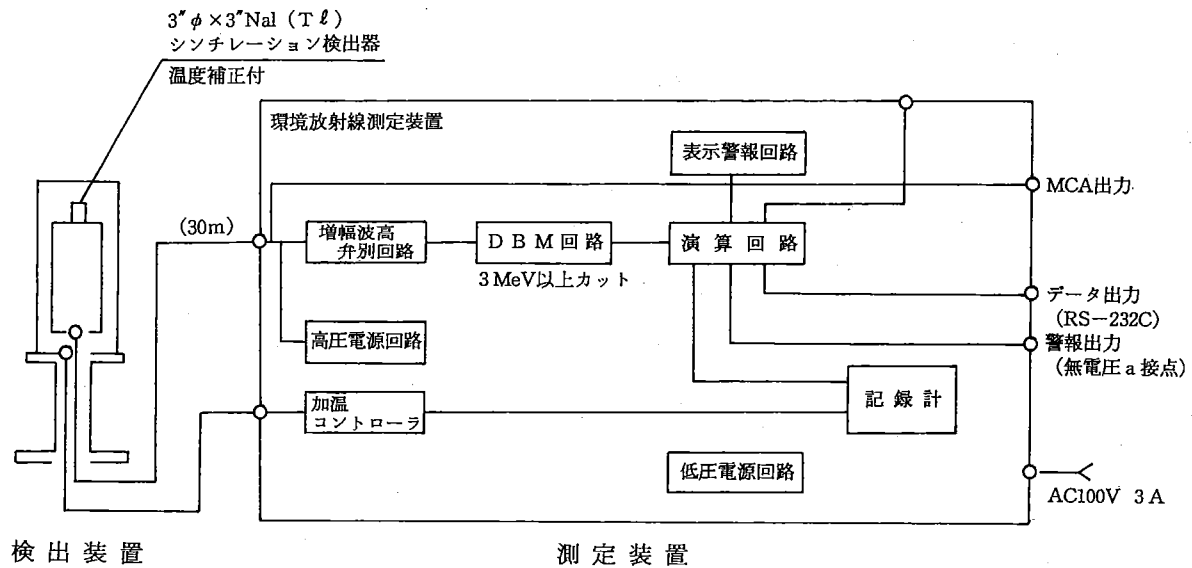 3″φ×3″NaI（Tℓ）
シンチレーション検出器
温度補正付
環境放射線測定装置
表示警報回路
MCA出力
(30m)
増幅波高
弁別回路
DBM回路
演算回路
3MeV以上カット
データ出力
(RS－232C)
高圧電源回路
警報出力
(無電圧a接点)
記録計
加温
コントローラ
低圧電源回路
AC100V 3A
検出装置
測定装置